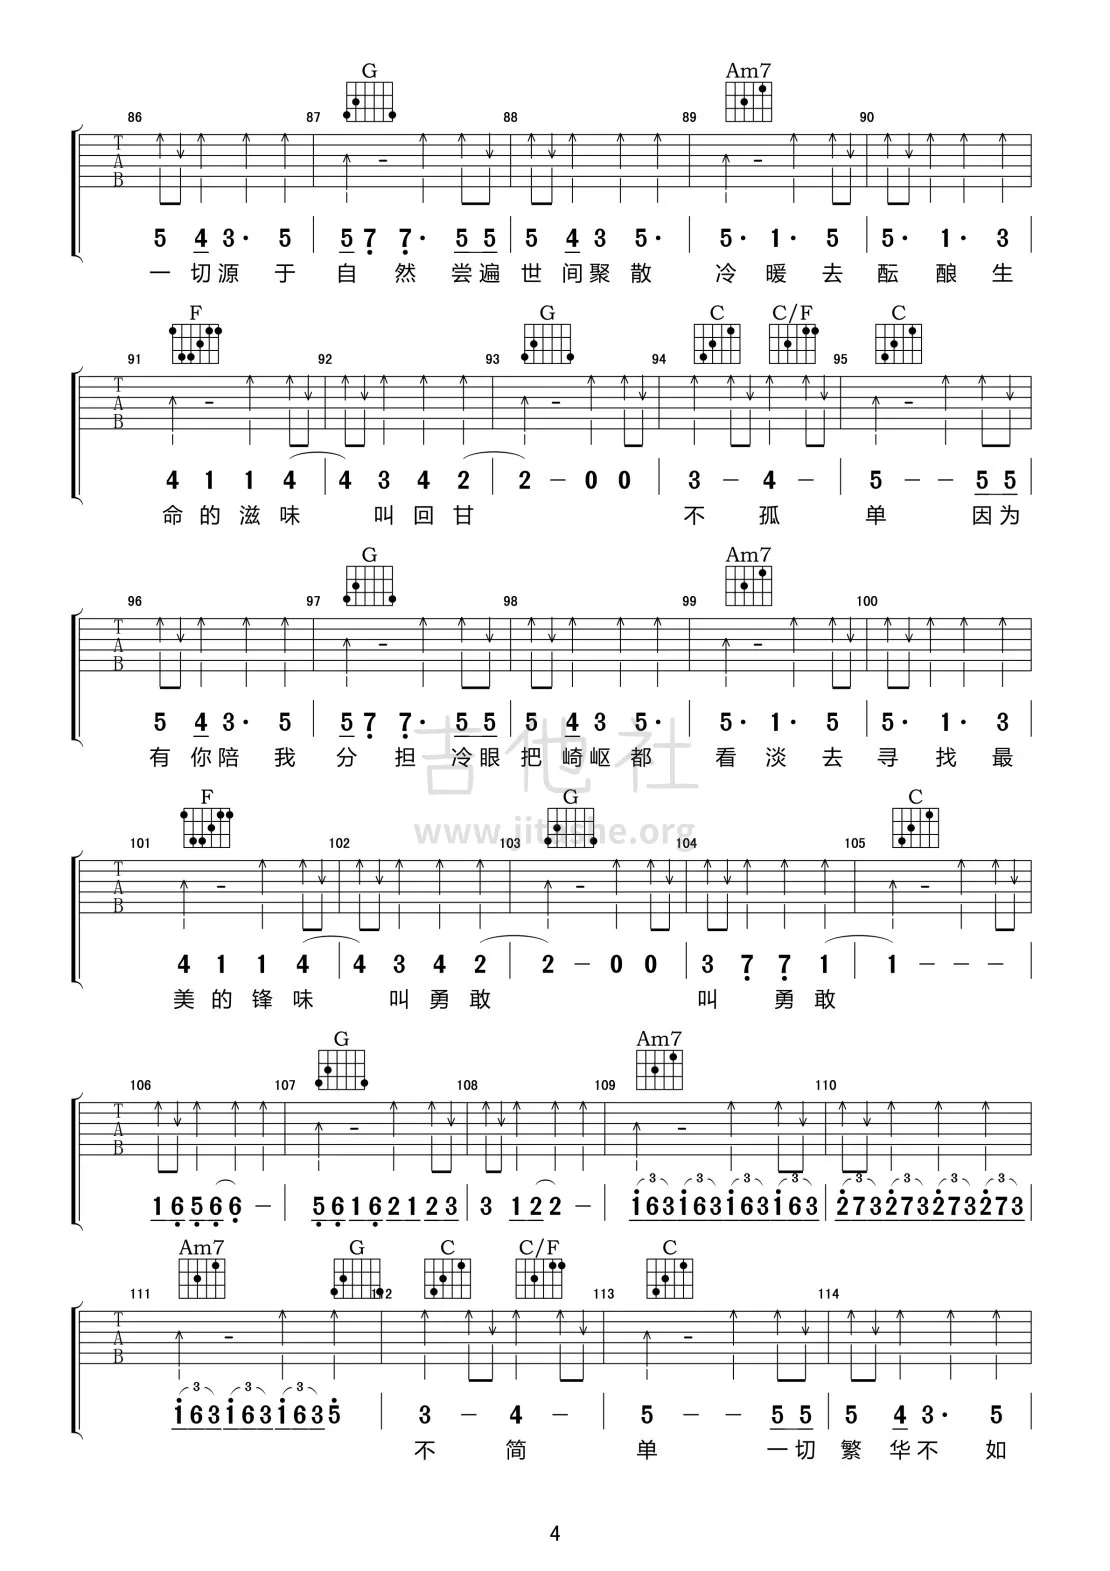 G Am7
86 87 88 89 90
T A B
5 4 3· 5 | 5 7 7· 5 5 | 5 4 3 5· | 5· 1· 5 | 5· 1· 3
一切源于自然尝遍世间聚散 冷暖去酝酿生
F G C C/F C
91 92 93 94 95
T A B
4 1 1 4 | 4 3 4 2 | 2 – 0 0 | 3 – 4 – | 5 – – 5 5
命的滋味 叫回甘 不孤单 因为
G Am7
96 97 98 99 100
T A B
5 4 3· 5 | 5 7 7· 5 5 | 5 4 3 5· | 5· 1· 5 | 5· 1· 3
有你陪我分担冷眼把崎岖都 看淡去寻找最
吉他社
www.jitashe.org
F G C
101 102 103 104 105
T A B
4 1 1 4 | 4 3 4 2 | 2 – 0 0 | 3 7 7 1 | 1 – – –
美的锋味 叫勇敢 叫勇敢
G Am7
106 107 108 109 110
T A B
1 6 5 6 6 – | 5 6 1 6 2 1 2 3 | 3 1 2 2 – | 1 6 3 1 6 3 1 6 3 1 6 3 | 2 7 3 2 7 3 2 7 3 2 7 3
Am7 G C C/F C
111 112 113 114
T A B
1 6 3 1 6 3 1 6 3 5 | 3 – 4 – | 5 – – 5 5 | 5 4 3· 5
不简单 一切繁华不如
4